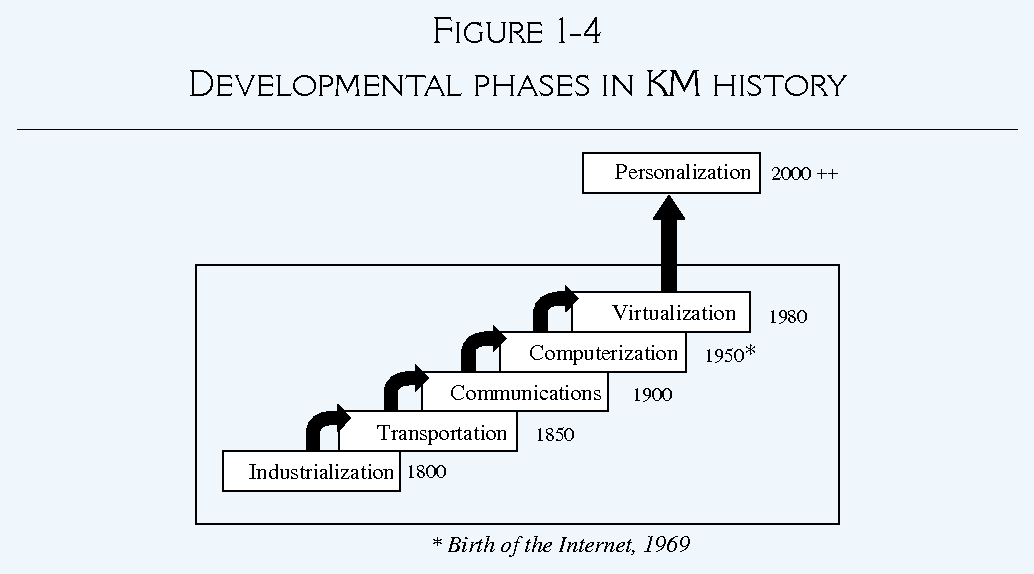 FIGURE 1-4
DEVELOPMENTAL PHASES IN KM HISTORY
Personalization 2000 ++
Virtualization 1980
Computerization 1950*
Communications 1900
Transportation 1850
Industrialization 1800
* Birth of the Internet, 1969